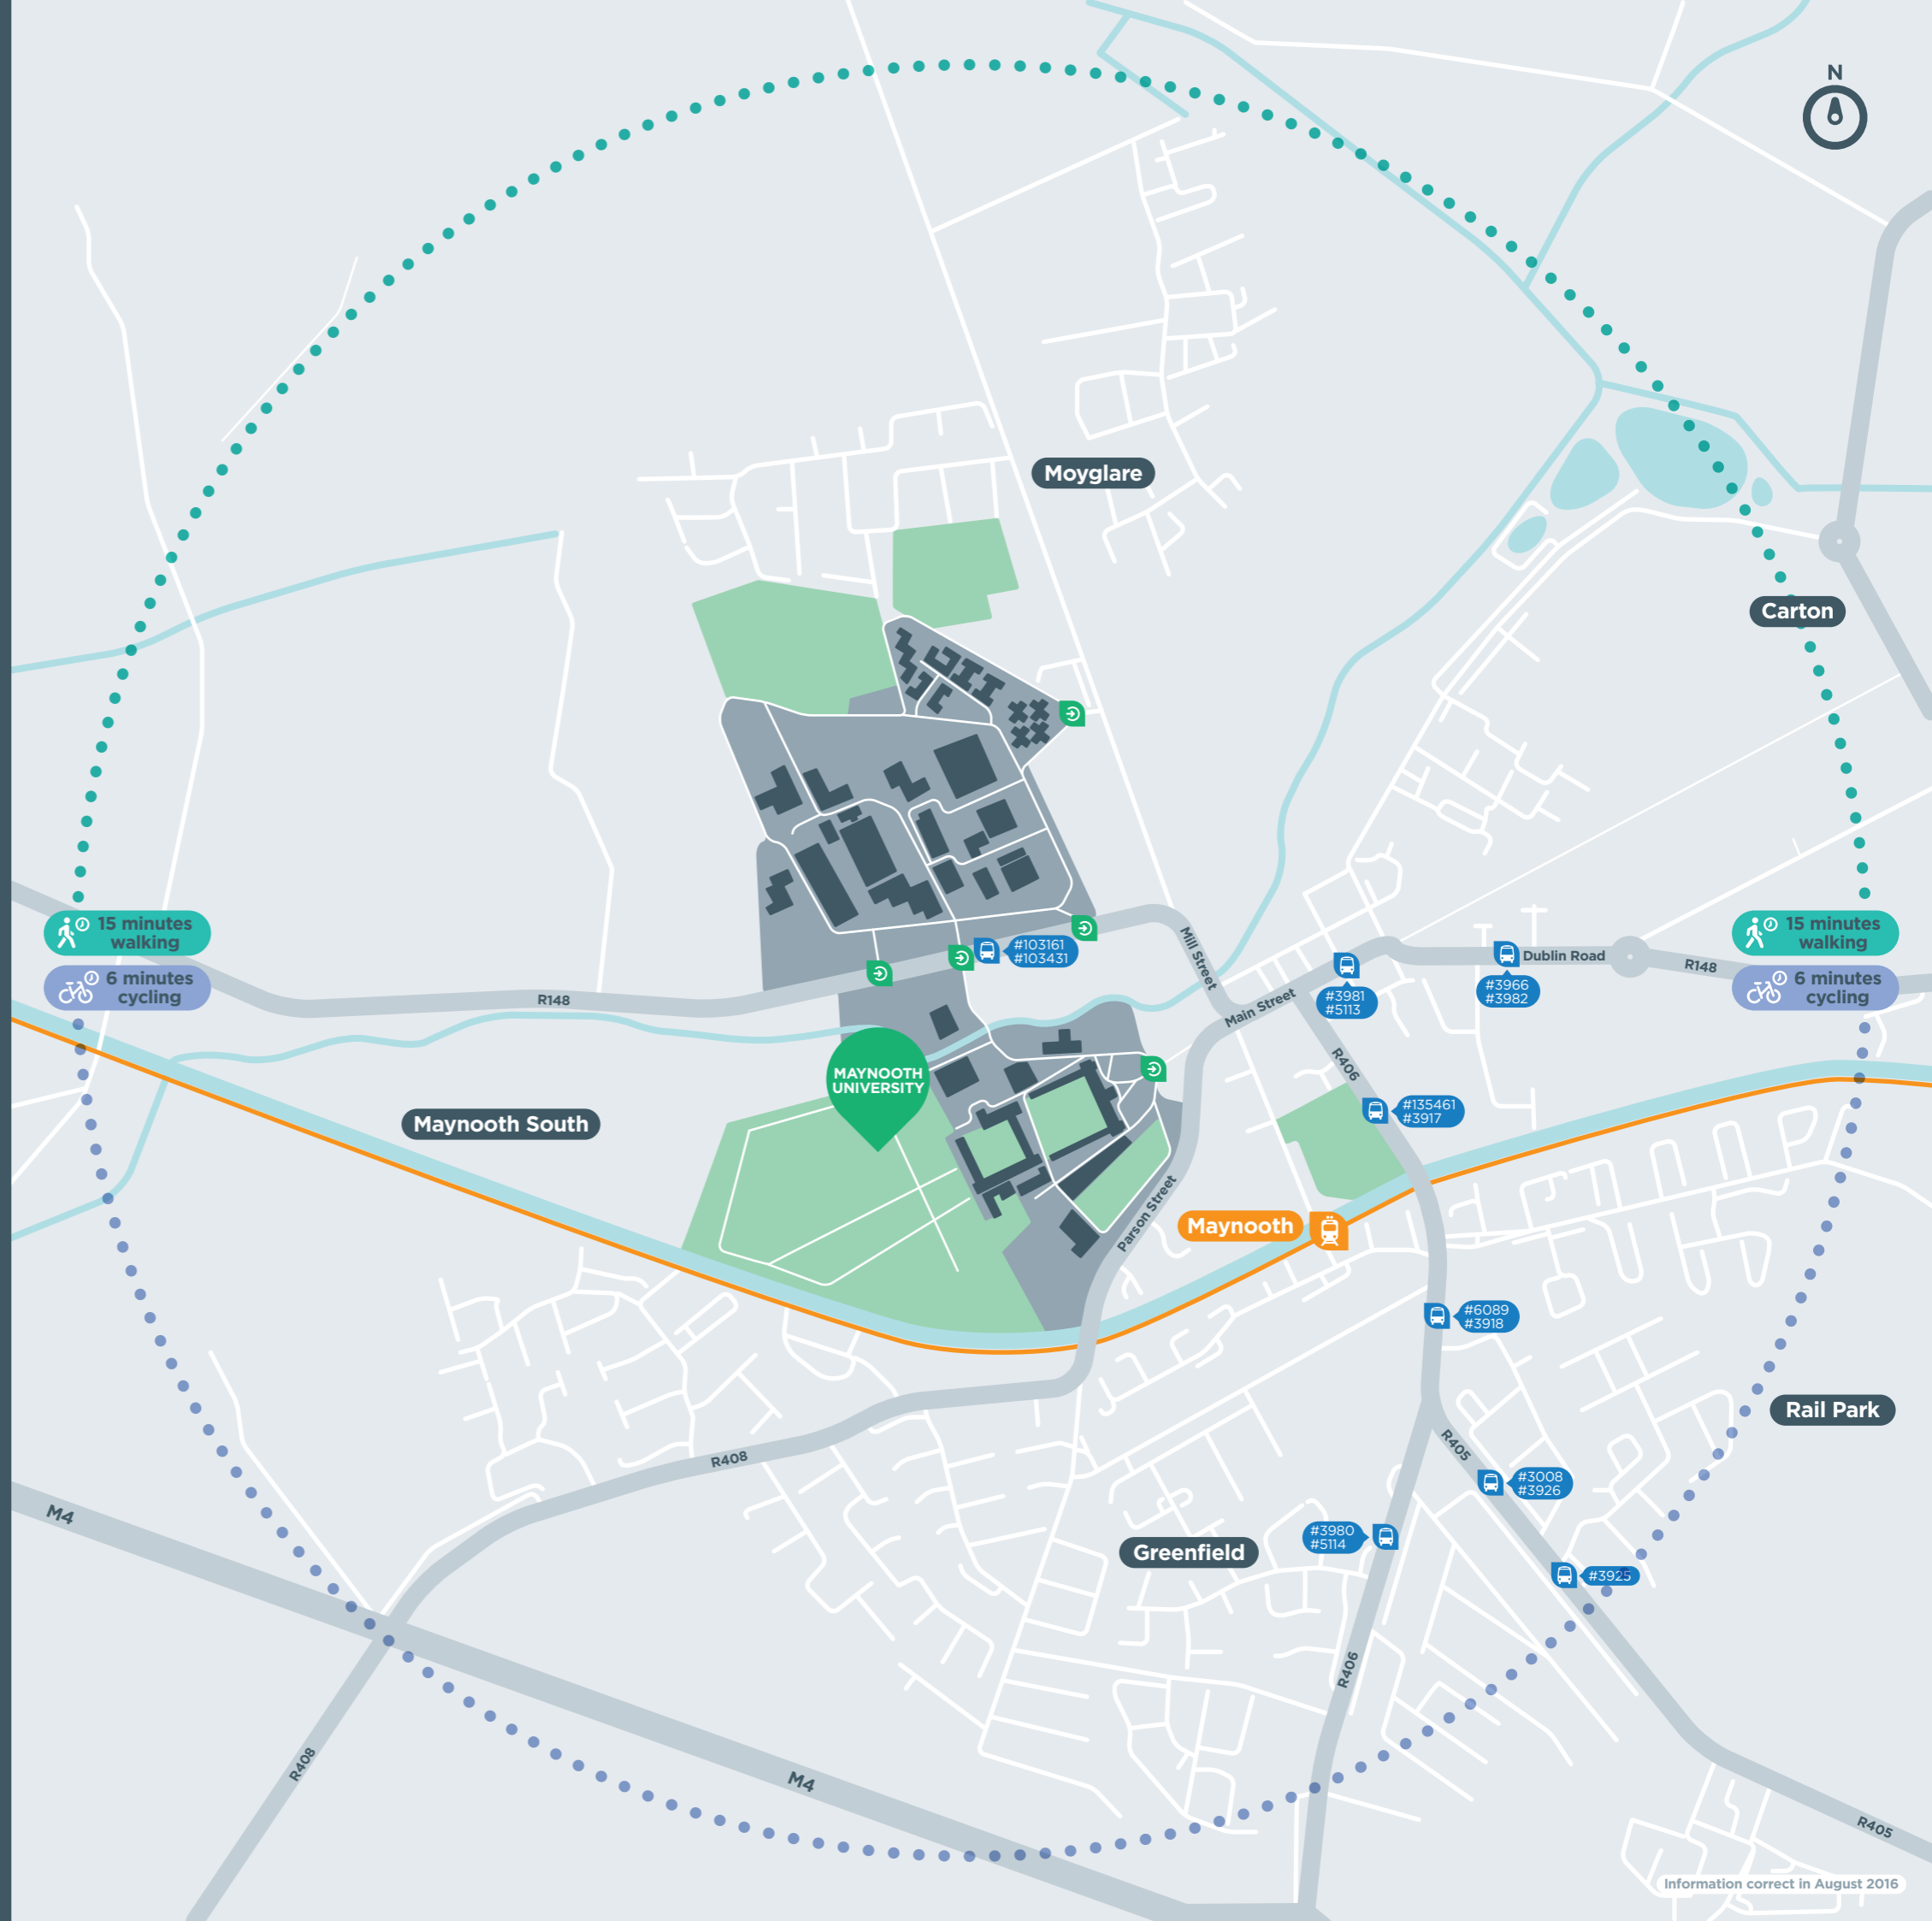 N
Moyglare
Carton
15 minutes
walking
6 minutes
cycling
15 minutes
walking
6 minutes
cycling
#103161
#103431
Mill Street
Dublin Road
R148
R148
Main Street
#3981
#5113
#3966
#3982
MAYNOOTH
UNIVERSITY
R406
#135461
#3917
Maynooth South
Parson Street
Maynooth
#6089
#3918
Rail Park
R405
R408
#3008
#3926
M4
#3980
#5114
Greenfield
#3925
R406
R408
M4
R405
Information correct in August 2016